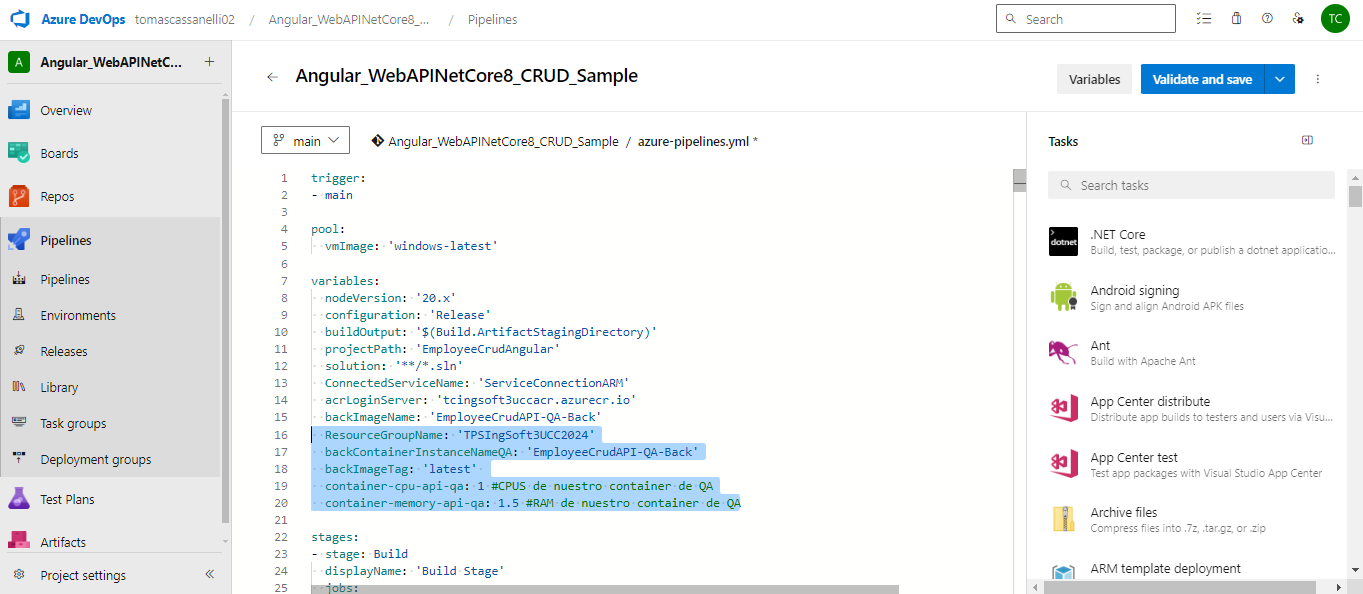 Azure DevOps tomascassanelli02 / Angular_WebAPINetCore8_... / Pipelines
Search
TC
A Angular_WebAPINetC... +
Overview
Boards
Repos
Pipelines
Pipelines
Environments
Releases
Library
Task groups
Deployment groups
Test Plans
Artifacts
Project settings
Angular_WebAPINetCore8_CRUD_Sample
Variables
Validate and save
main
Angular_WebAPINetCore8_CRUD_Sample / azure-pipelines.yml *
1 trigger:
2 - main
3
4 pool:
5 vmImage: 'windows-latest'
6
7 variables:
8 nodeVersion: '20.x'
9 configuration: 'Release'
10 buildOutput: '$(Build.ArtifactStagingDirectory)'
11 projectPath: 'EmployeeCrudAngular'
12 solution: '**/*.sln'
13 ConnectedServiceName: 'ServiceConnectionARM'
14 acrLoginServer: 'tcingsoft3uccacr.azurecr.io'
15 backImageName: 'EmployeeCrudAPI-QA-Back'
16 ResourceGroupName: 'TPSIngSoft3UCC2024'
17 backContainerInstanceNameQA: 'EmployeeCrudAPI-QA-Back'
18 backImageTag: 'latest'
19 container-cpu-api-qa: 1 #CPUS de nuestro container de QA
20 container-memory-api-qa: 1.5 #RAM de nuestro container de QA
21
22 stages:
23 - stage: Build
24 displayName: 'Build Stage'
25 jobs:
Tasks
Search tasks
dotnet
.NET Core
Build, test, package, or publish a dotnet applicatio...
Android signing
Sign and align Android APK files
Ant
Build with Apache Ant
App Center distribute
Distribute app builds to testers and users via Visu...
App Center test
Test app packages with Visual Studio App Center
Archive files
Compress files into .7z, .tar.gz, or .zip
ARM template deployment